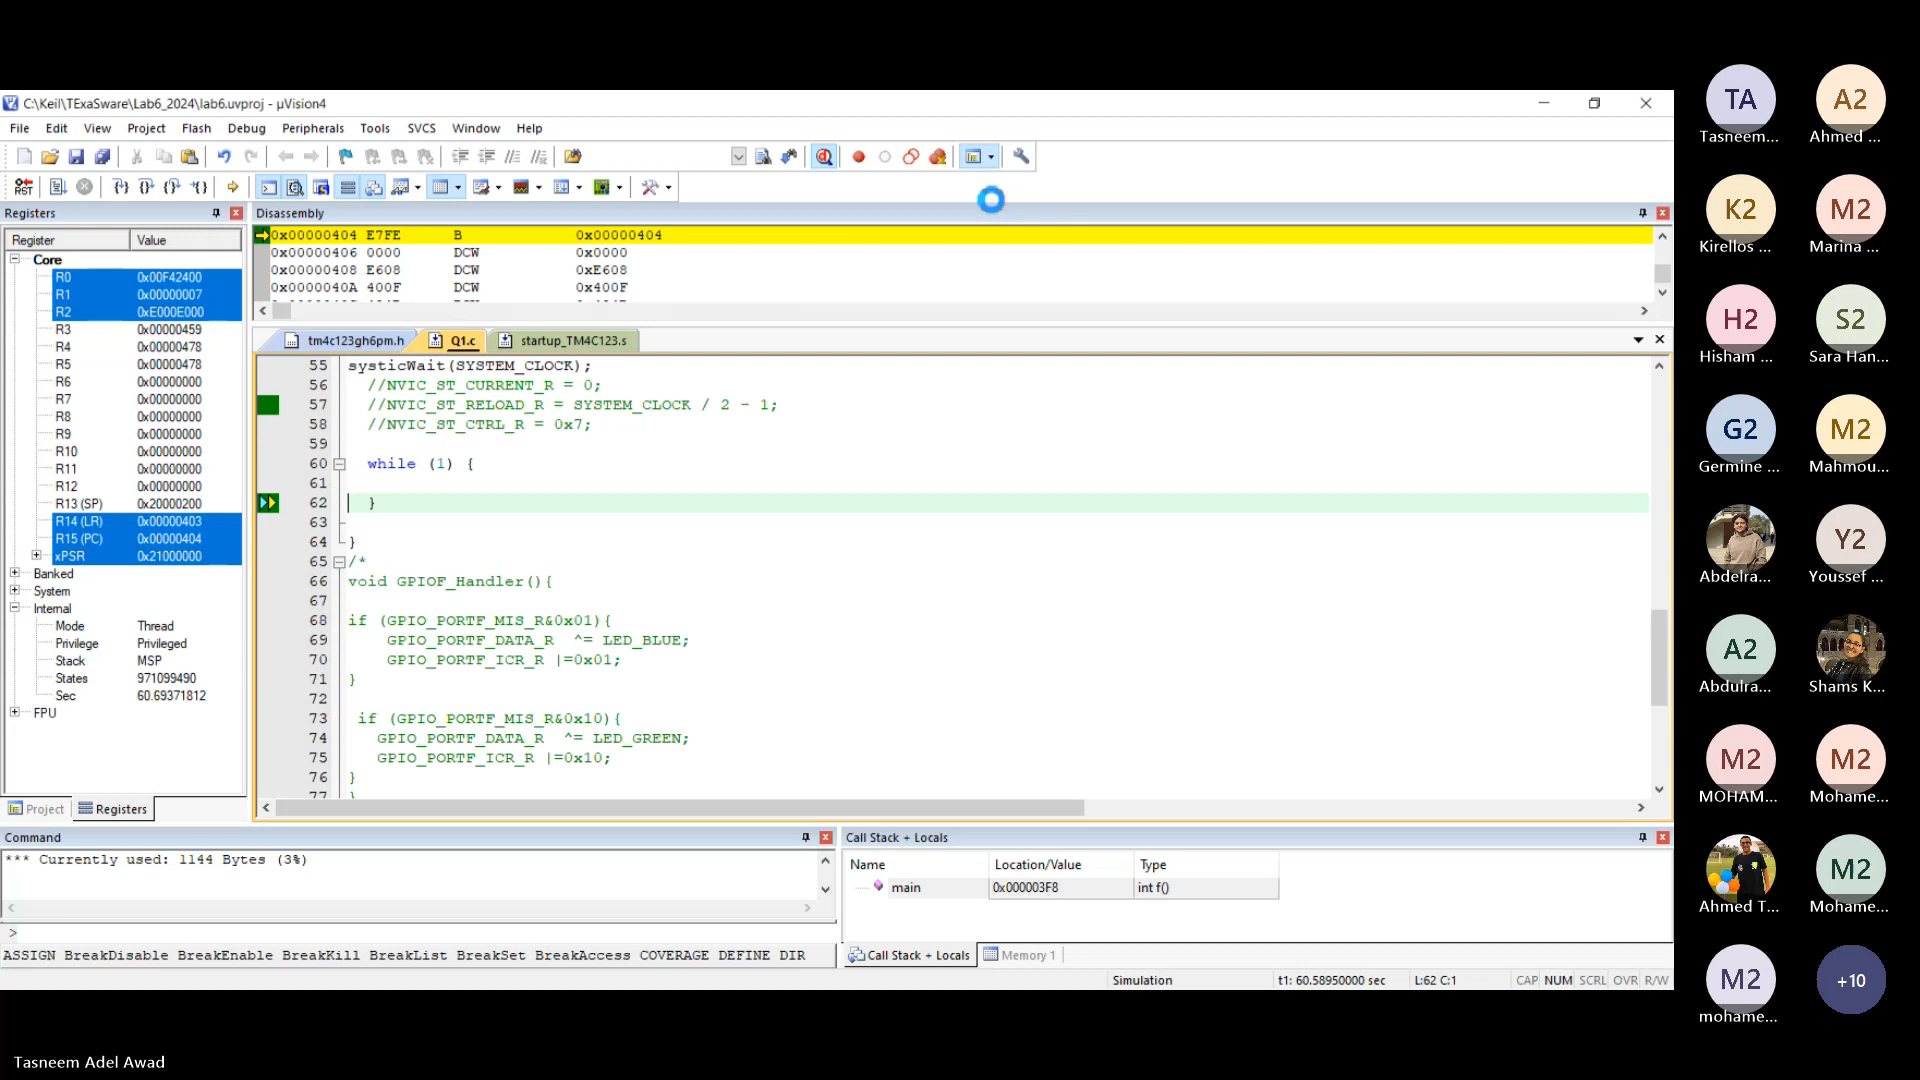 C:\Keil\TExaSware\Lab6_2024\lab6.uvproj - µVision4
File Edit View Project Flash Debug Peripherals Tools SVCS Window Help
Registers
Register Value
Core
R0 0x00F42400
R1 0x00000007
R2 0xE000E000
R3 0x00000459
R4 0x00000478
R5 0x00000478
R6 0x00000000
R7 0x00000000
R8 0x00000000
R9 0x00000000
R10 0x00000000
R11 0x00000000
R12 0x00000000
R13 (SP) 0x20000200
R14 (LR) 0x00000403
R15 (PC) 0x00000404
xPSR 0x21000000
Banked
System
Internal
Mode Thread
Privilege Privileged
Stack MSP
States 971099490
Sec 60.69371812
FPU
Project Registers
Disassembly
0x00000404 E7FE B 0x00000404
0x00000406 0000 DCW 0x0000
0x00000408 E608 DCW 0xE608
0x0000040A 400F DCW 0x400F
tm4c123gh6pm.h Q1.c startup_TM4C123.s
55 systicWait(SYSTEM_CLOCK);
56 //NVIC_ST_CURRENT_R = 0;
57 //NVIC_ST_RELOAD_R = SYSTEM_CLOCK / 2 - 1;
58 //NVIC_ST_CTRL_R = 0x7;
59
60 while (1) {
61
62 }
63
64 }
65 /*
66 void GPIOF_Handler(){
67
68 if (GPIO_PORTF_MIS_R&0x01){
69 GPIO_PORTF_DATA_R ^= LED_BLUE;
70 GPIO_PORTF_ICR_R |=0x01;
71 }
72
73 if (GPIO_PORTF_MIS_R&0x10){
74 GPIO_PORTF_DATA_R ^= LED_GREEN;
75 GPIO_PORTF_ICR_R |=0x10;
76 }
77 }
Command
*** Currently used: 1144 Bytes (3%)
>
ASSIGN BreakDisable BreakEnable BreakKill BreakList BreakSet BreakAccess COVERAGE DEFINE DIR
Call Stack + Locals
Name Location/Value Type
main 0x000003F8 int f()
Call Stack + Locals Memory 1
Simulation t1: 60.58950000 sec L:62 C:1 CAP NUM SCRL OVR R/W
TA A2
Tasneem... Ahmed ...
K2 M2
Kirellos ... Marina ...
H2 S2
Hisham ... Sara Han...
G2 M2
Germine ... Mahmou...
Y2
Abdelra... Youssef ...
A2
Abdulra... Shams K...
M2 M2
MOHAM... Mohame...
M2
Ahmed T... Mohame...
M2 +10
mohame...
Tasneem Adel Awad